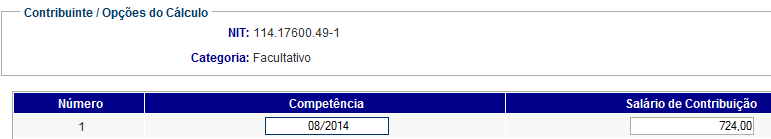 Contribuinte / Opções do Cálculo
NIT: 114.17600.49-1
Categoria: Facultativo
Número Competência Salário de Contribuição
1 08/2014 724,00